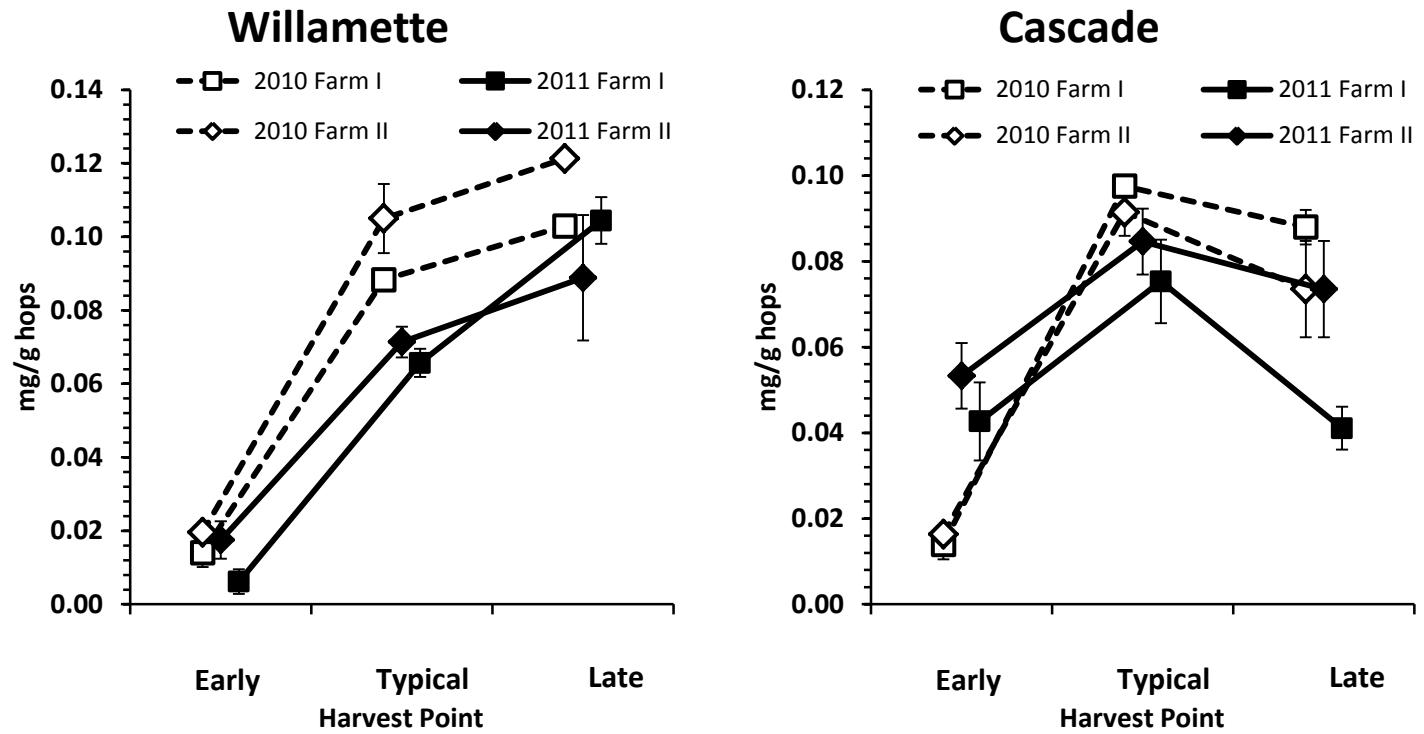 Willamette
2010 Farm I
2011 Farm I
2010 Farm II
2011 Farm II
0.14
0.12
0.10
0.08
0.06
0.04
0.02
0.00
mg/g hops
Early
Typical
Late
Harvest Point
Cascade
2010 Farm I
2011 Farm I
2010 Farm II
2011 Farm II
0.12
0.10
0.08
0.06
0.04
0.02
0.00
mg/g hops
Early
Typical
Late
Harvest Point